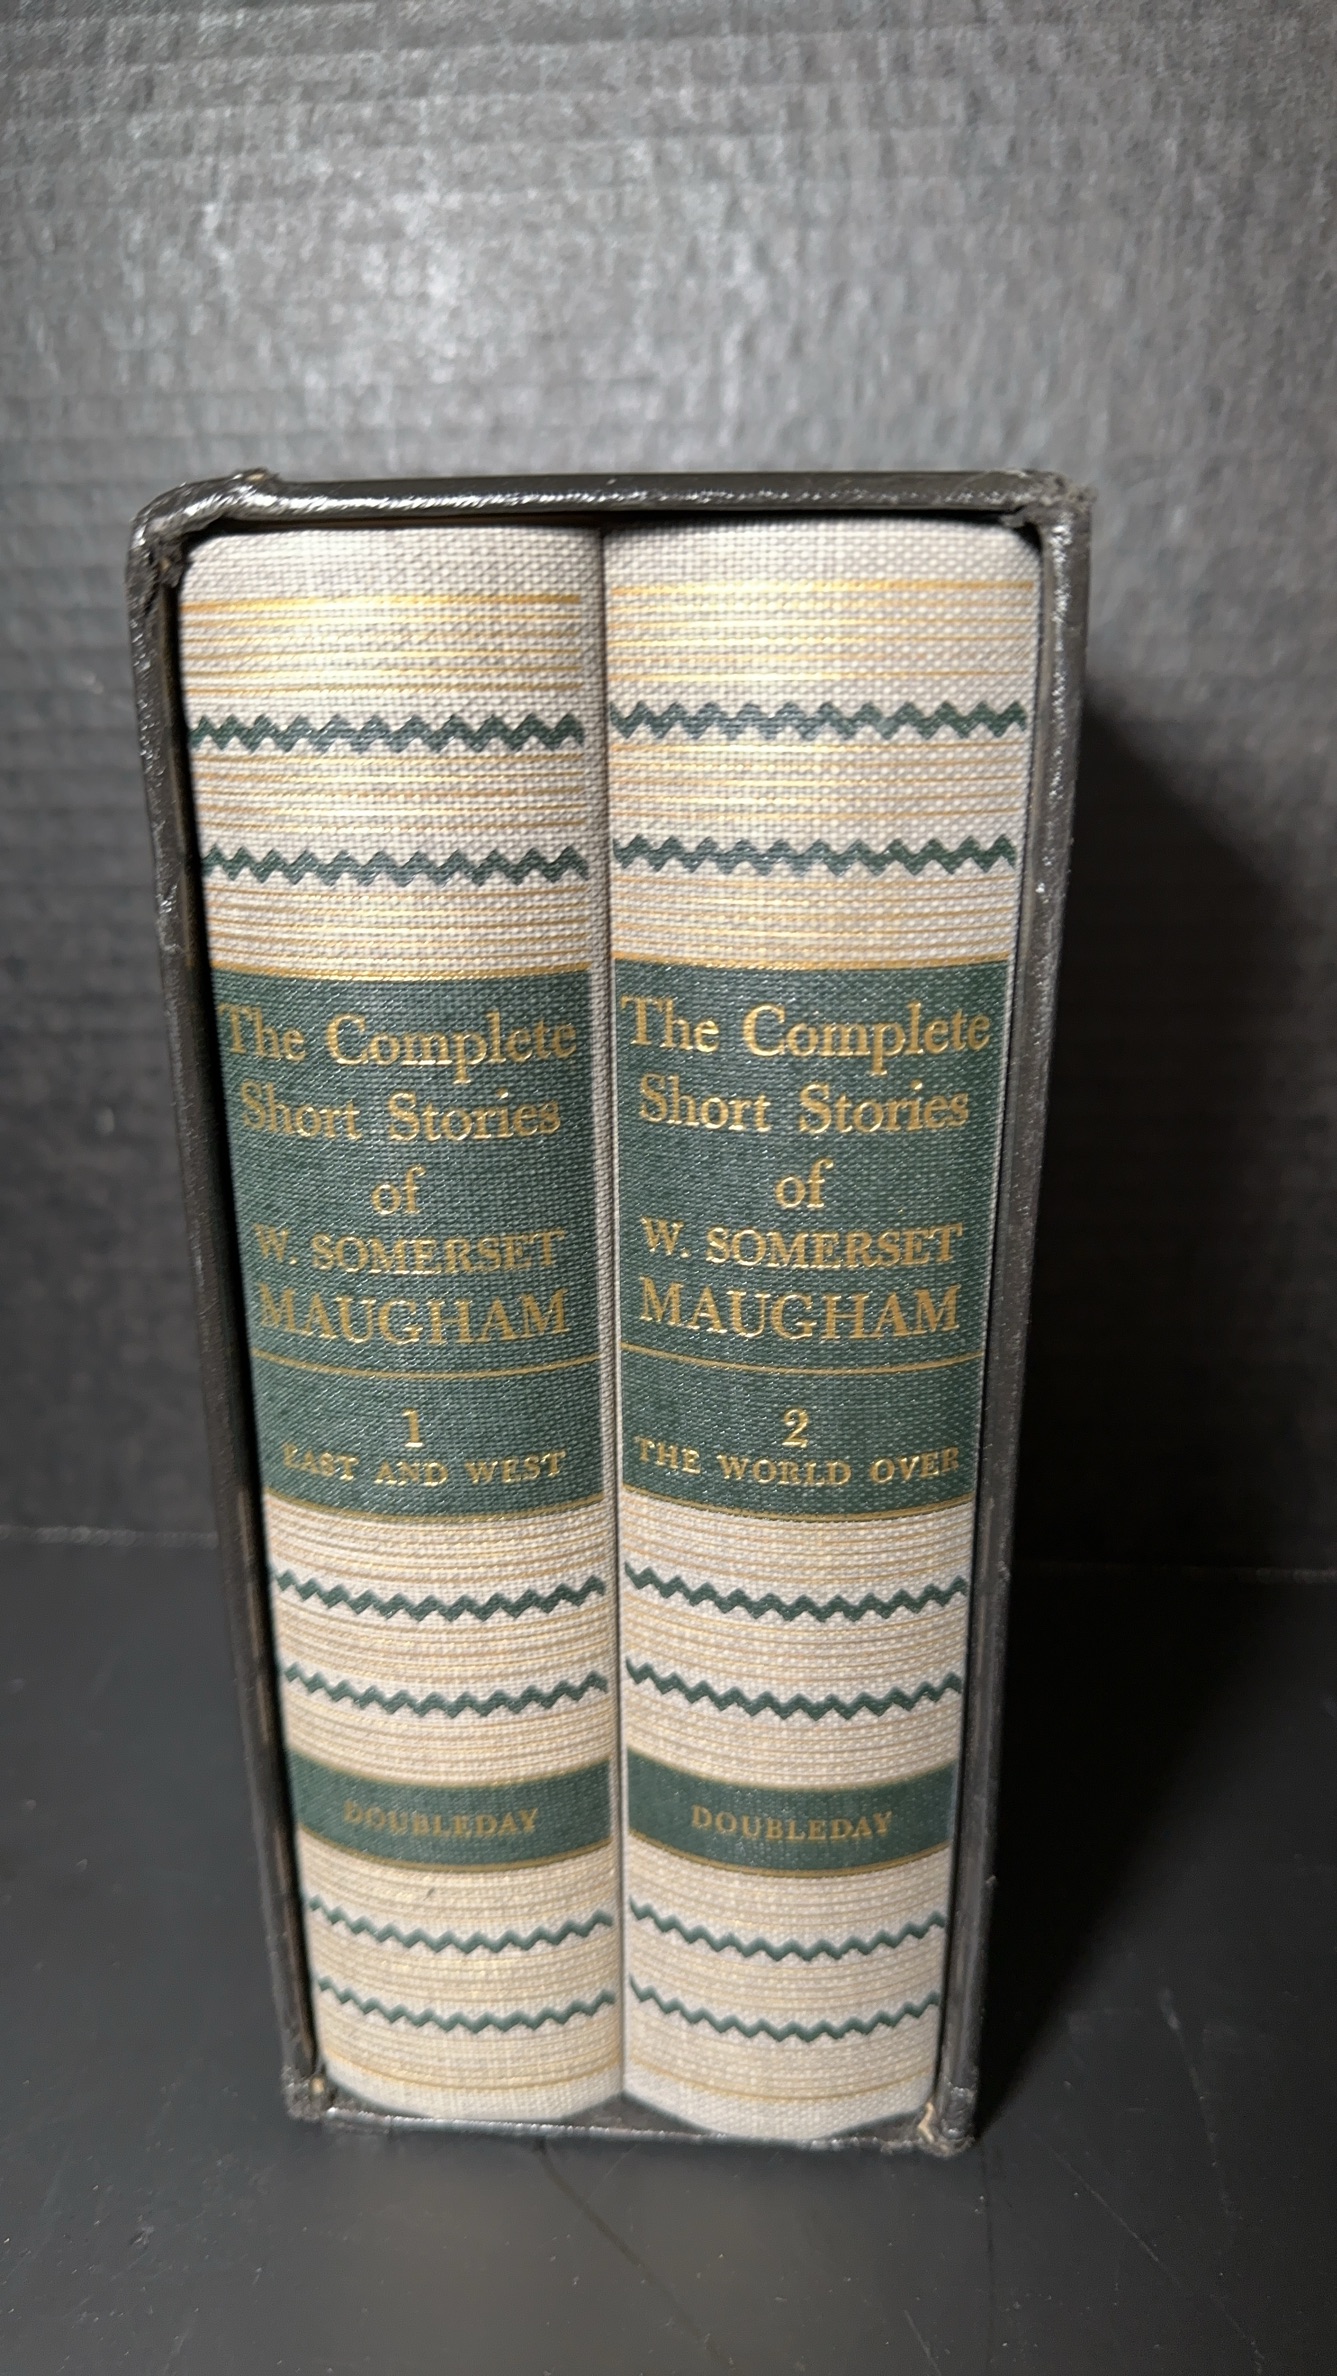 The Complete
Short Stories
of
W. SOMERSET
MAUGHAM
1
EAST AND WEST
DOUBLEDAY
The Complete
Short Stories
of
W. SOMERSET
MAUGHAM
2
THE WORLD OVER
DOUBLEDAY